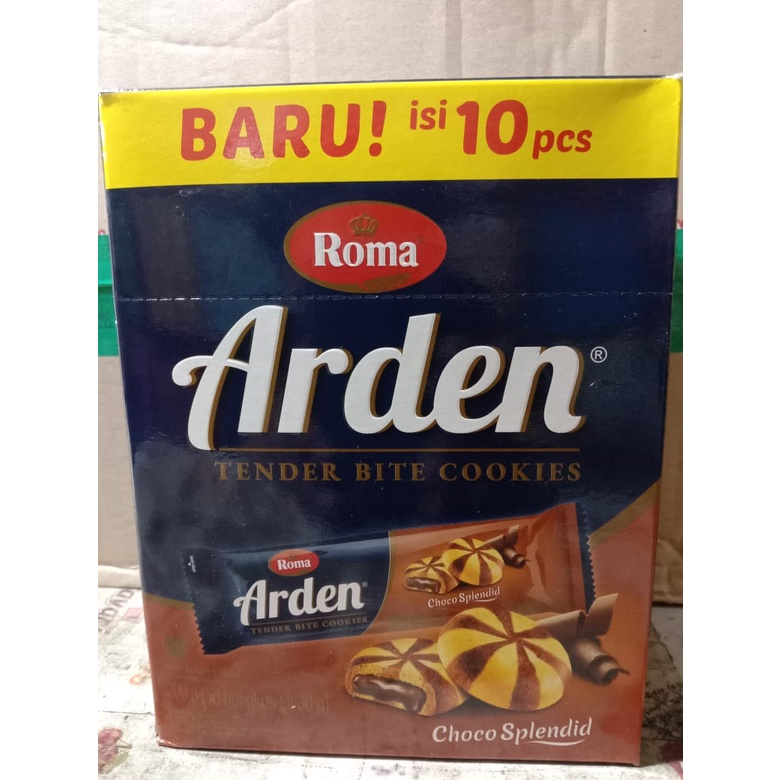 BARU! isi 10 pcs
Roma
Arden®
TENDER BITE COOKIES
Roma
Arden®
TENDER BITE COOKIES
Choco Splendid
Choco Splendid